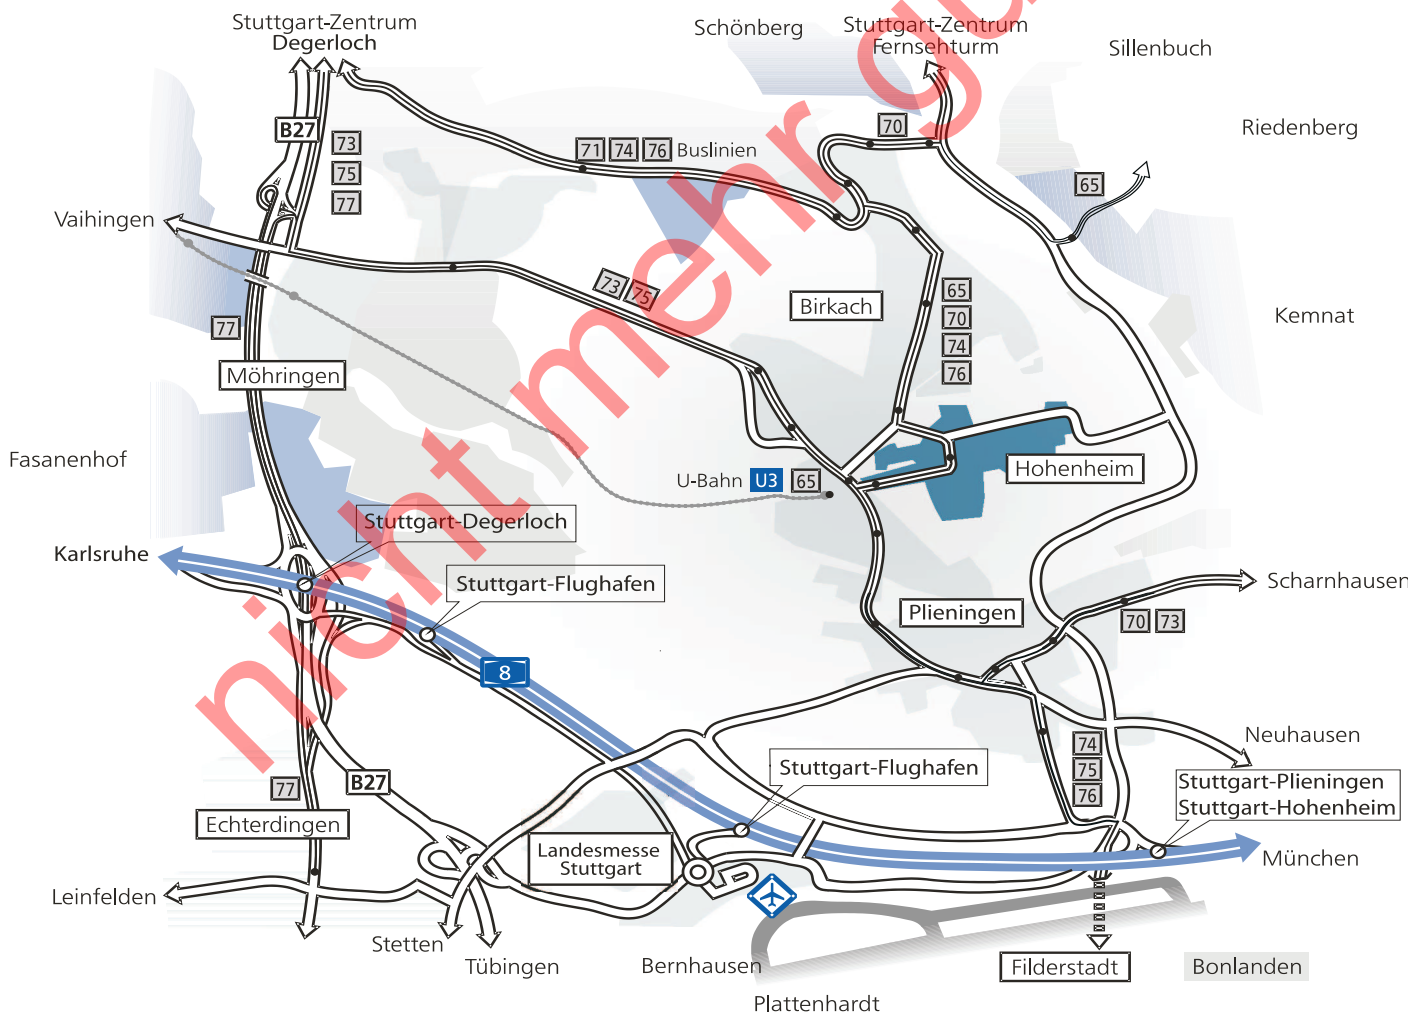 Stuttgart-Zentrum
Degerloch
Schönberg
Stuttgart-Zentrum
Fernsehturm
Sillenbuch
Riedenberg
B27
73
75
77
71 74 76 Buslinien
70
65
Vaihingen
73 75
Birkach
65
70
74
76
Kemnat
77
Möhringen
Fasanenhof
U-Bahn U3 65
Hohenheim
Stuttgart-Degerloch
Karlsruhe
Stuttgart-Flughafen
Scharnhausen
Plieningen
70 73
8
Neuhausen
74
75
76
Stuttgart-Flughafen
Stuttgart-Plieningen
Stuttgart-Hohenheim
77
B27
Echterdingen
Landesmesse
Stuttgart
München
Leinfelden
Stetten
Tübingen
Bernhausen
Filderstadt
Bonlanden
Plattenhardt
nicht mehr gü